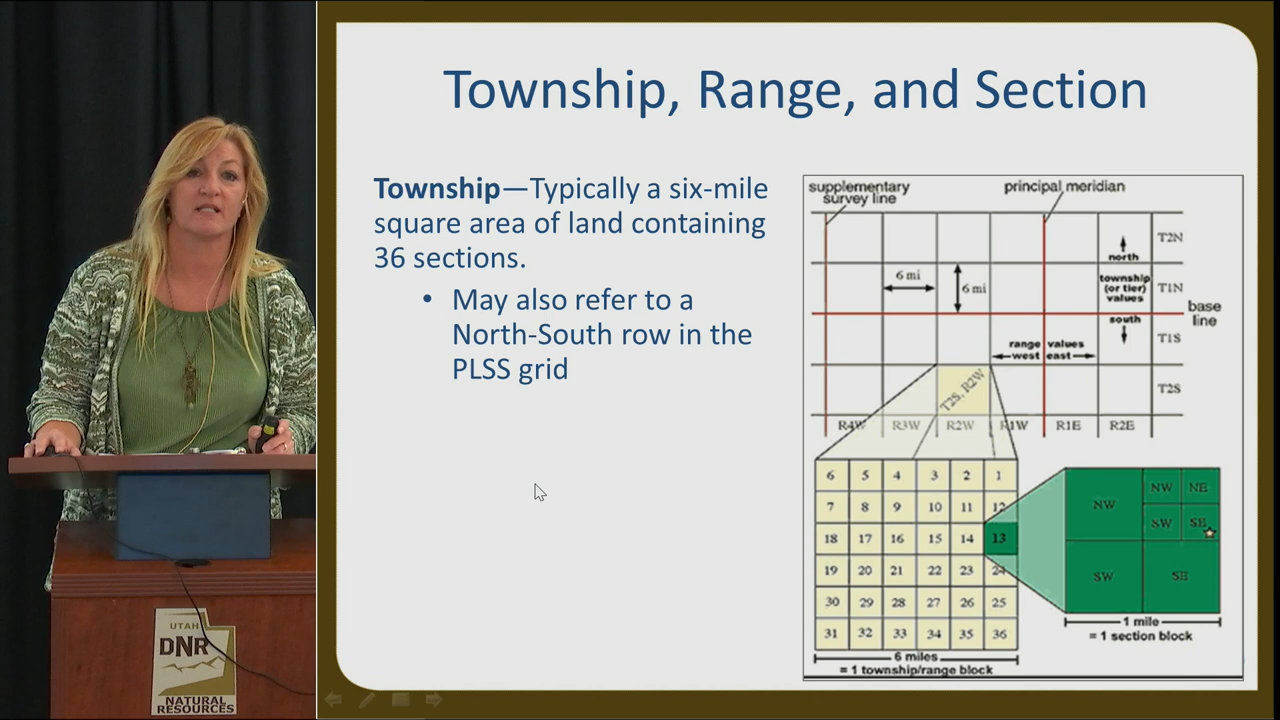 Township, Range, and Section
Township—Typically a six-mile
square area of land containing
36 sections.
• May also refer to a
North-South row in the
PLSS grid
supplementary
survey line
principal meridian
T2N
north
6 mi
6 mi
township
(or tier)
values
T1N
base
line
south
T1S
range values
west east
T2S
T2S, R2W
R4W R3W R2W R1W R1E R2E
6 5 4 3 2 1
7 8 9 10 11 12
18 17 16 15 14 13
19 20 21 22 23 24
30 29 28 27 26 25
31 32 33 34 35 36
6 miles
= 1 township/range block
NW NW NE
SW SE
SW SE
1 mile
= 1 section block
UTAH
DNR
NATURAL
RESOURCES